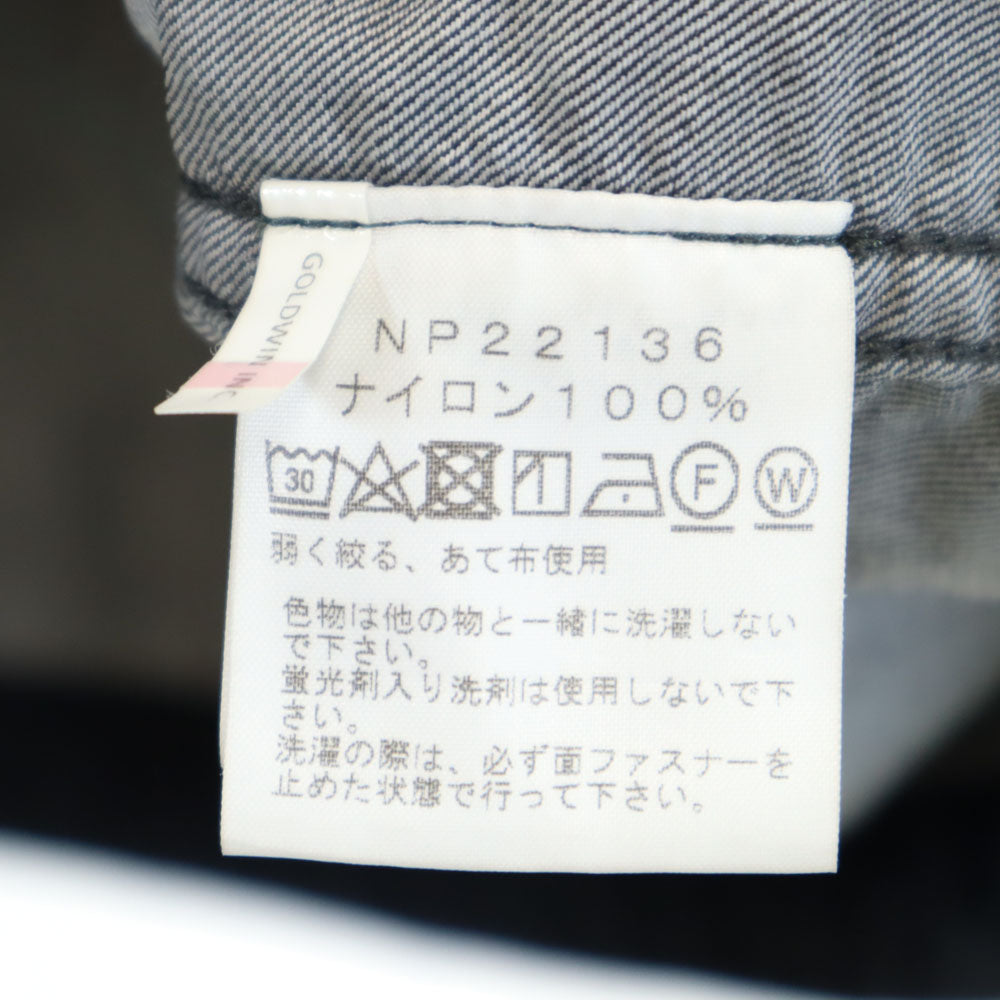 GOLDWIN INC
NP22136
ナイロン100%
30
F
W
弱く絞る、あて布使用
色物は他の物と一緒に洗濯しない
で下さい。
蛍光剤入り洗剤は使用しないで下
さい。
洗濯の際は、必ず面ファスナーを
止めた状態で行って下さい。